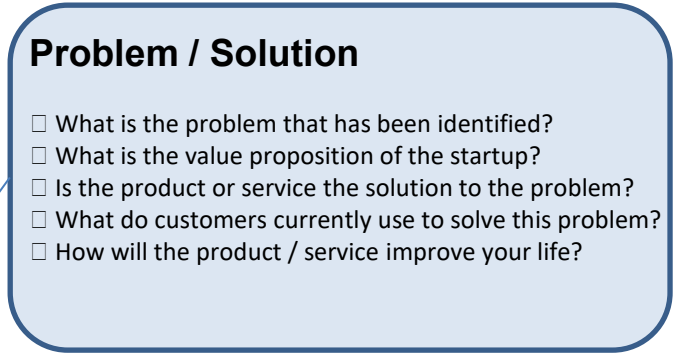 Problem / Solution
☐ What is the problem that has been identified?
☐ What is the value proposition of the startup?
☐ Is the product or service the solution to the problem?
☐ What do customers currently use to solve this problem?
☐ How will the product / service improve your life?